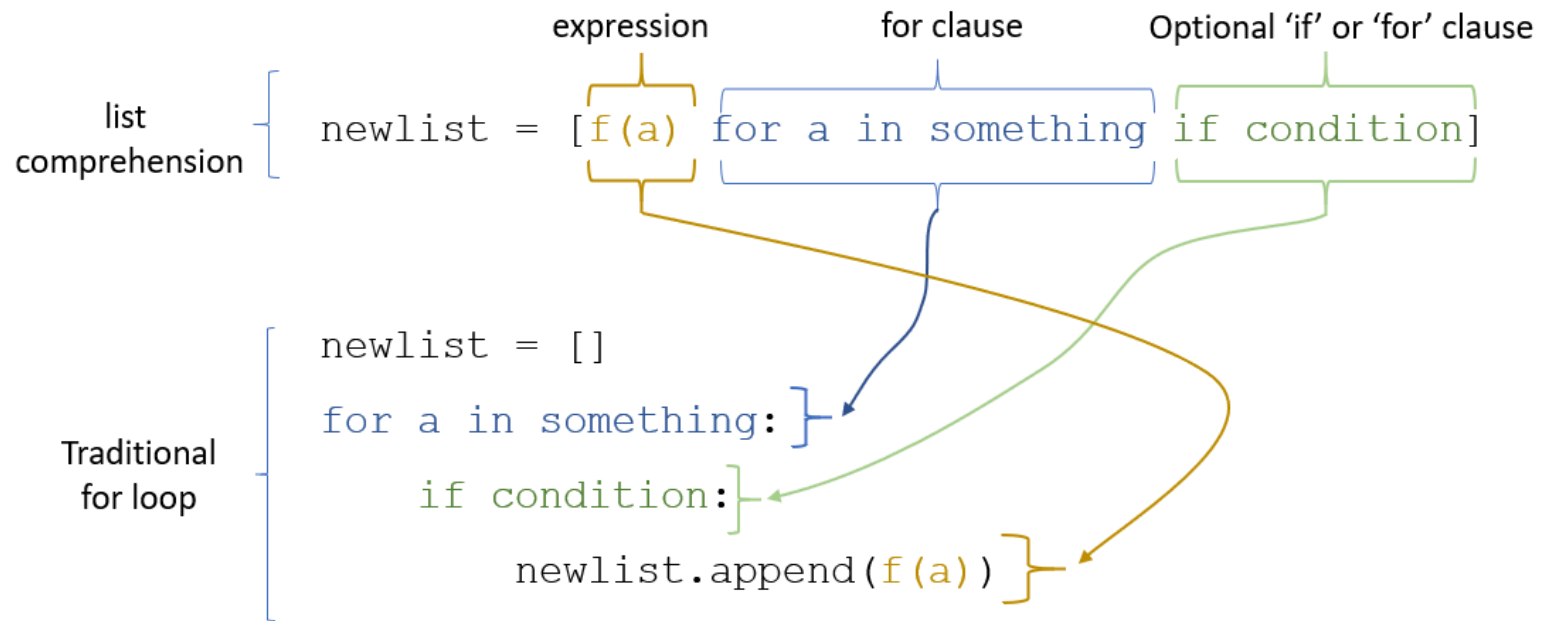 expression
for clause
Optional ‘if’ or ‘for’ clause
list
comprehension
newlist = [f(a) for a in something if condition]
Traditional
for loop
newlist = []
for a in something:
if condition:
newlist.append(f(a))